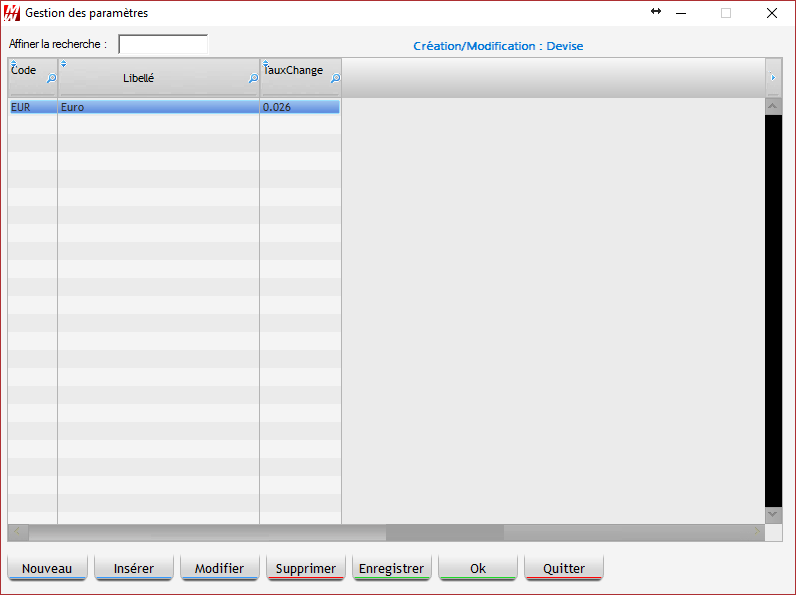 Gestion des paramètres
Affiner la recherche :
Création/Modification : Devise
Code Libellé TauxChange
EUR Euro 0.026
Nouveau Insérer Modifier Supprimer Enregistrer Ok Quitter